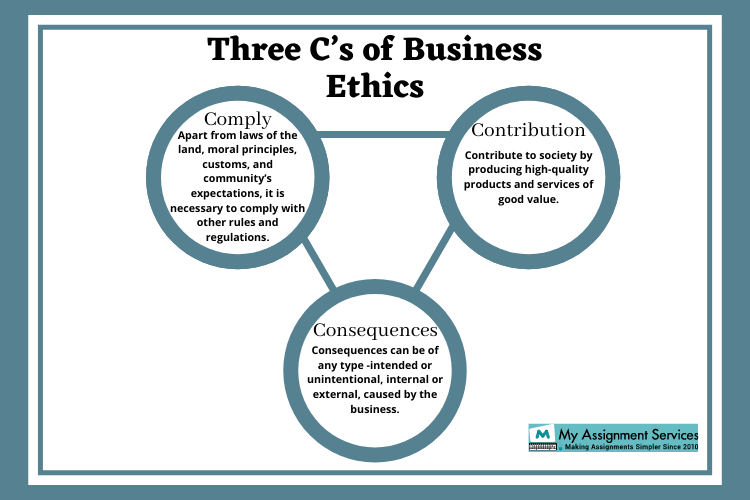 Three C’s of Business
Ethics
Comply
Apart from laws of the
land, moral principles,
customs, and
community’s
expectations, it is
necessary to comply with
other rules and
regulations.
Contribution
Contribute to society by
producing high-quality
products and services of
good value.
Consequences
Consequences can be of
any type -intended or
unintentional, internal or
external, caused by the
business.
My Assignment Services
Making Assignments Simpler Since 2010